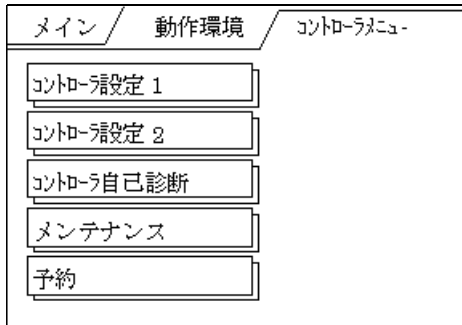 メイン 動作環境 ｺﾝﾄﾛｰﾗﾒﾆｭｰ
ｺﾝﾄﾛｰﾗ設定 1
ｺﾝﾄﾛｰﾗ設定 2
ｺﾝﾄﾛｰﾗ自己診断
メンテナンス
予約